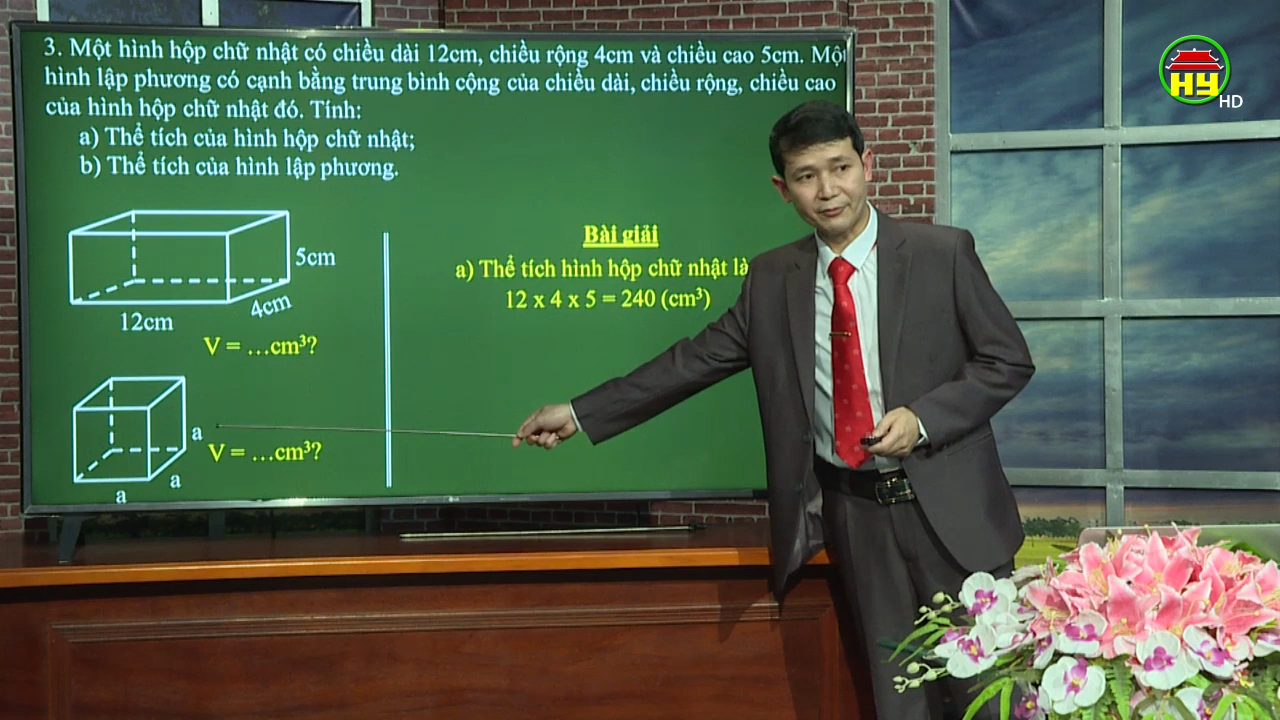 3. Một hình hộp chữ nhật có chiều dài 12cm, chiều rộng 4cm và chiều cao 5cm. Một
hình lập phương có cạnh bằng trung bình cộng của chiều dài, chiều rộng, chiều cao
của hình hộp chữ nhật đó. Tính:
a) Thể tích của hình hộp chữ nhật;
b) Thể tích của hình lập phương.
5cm
4cm
12cm
V = …cm³?
a
a
a
V = …cm³?
Bài giải
a) Thể tích hình hộp chữ nhật là
12 x 4 x 5 = 240 (cm³)
HY
HD